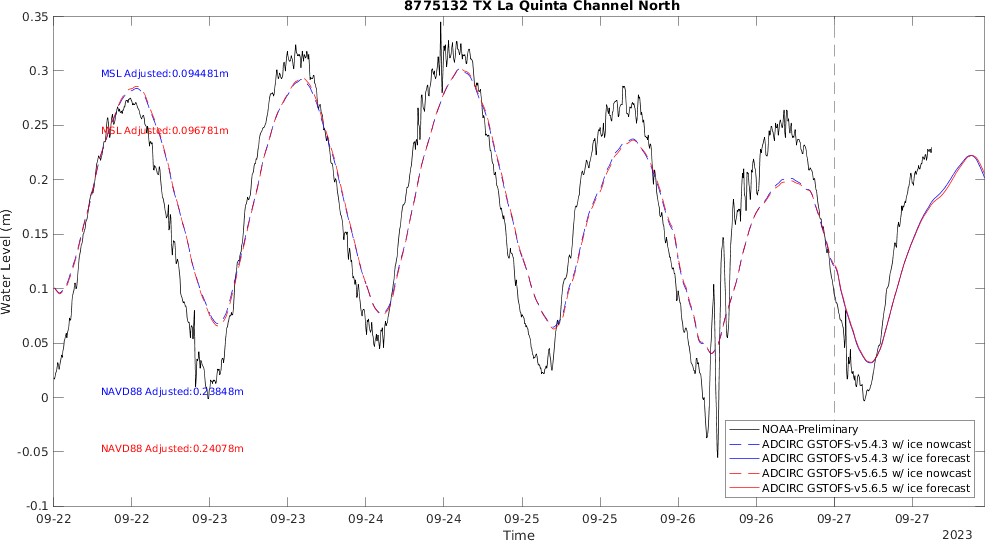 8775132 TX La Quinta Channel North
0.35
0.3
0.25
0.2
0.15
0.1
0.05
0
-0.05
-0.1
Water Level (m)
MSL Adjusted:0.094481m
MSL Adjusted:0.096781m
NAVD88 Adjusted:0.23848m
NAVD88 Adjusted:0.24078m
NOAA-Preliminary
ADCIRC GSTOFS-v5.4.3 w/ ice nowcast
ADCIRC GSTOFS-v5.4.3 w/ ice forecast
ADCIRC GSTOFS-v5.6.5 w/ ice nowcast
ADCIRC GSTOFS-v5.6.5 w/ ice forecast
09-22 09-22 09-23 09-23 09-24 09-24 09-25 09-25 09-26 09-26 09-27 09-27
Time
2023